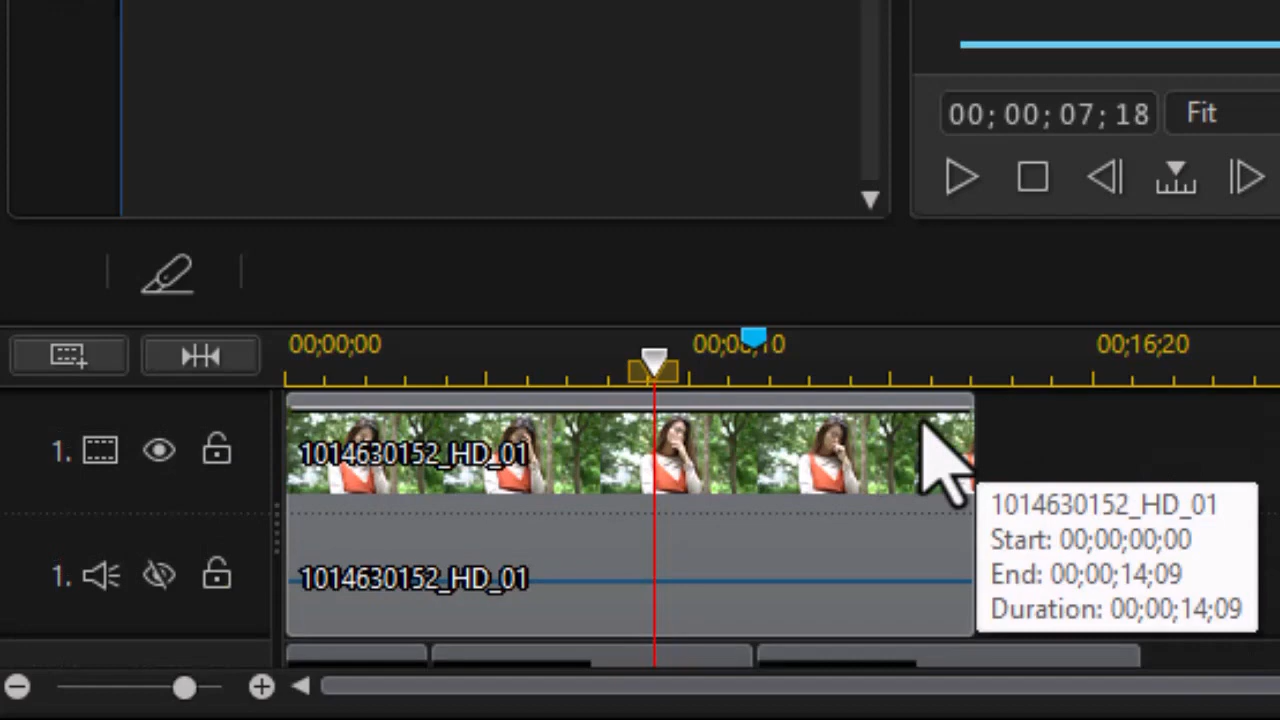 00; 00; 07; 18
Fit
00;00;00
00;08;10
00;16;20
1.
1014630152_HD_01
1014630152_HD_01
Start: 00;00;00;00
End: 00;00;14;09
Duration: 00;00;14;09
1.
1014630152_HD_01